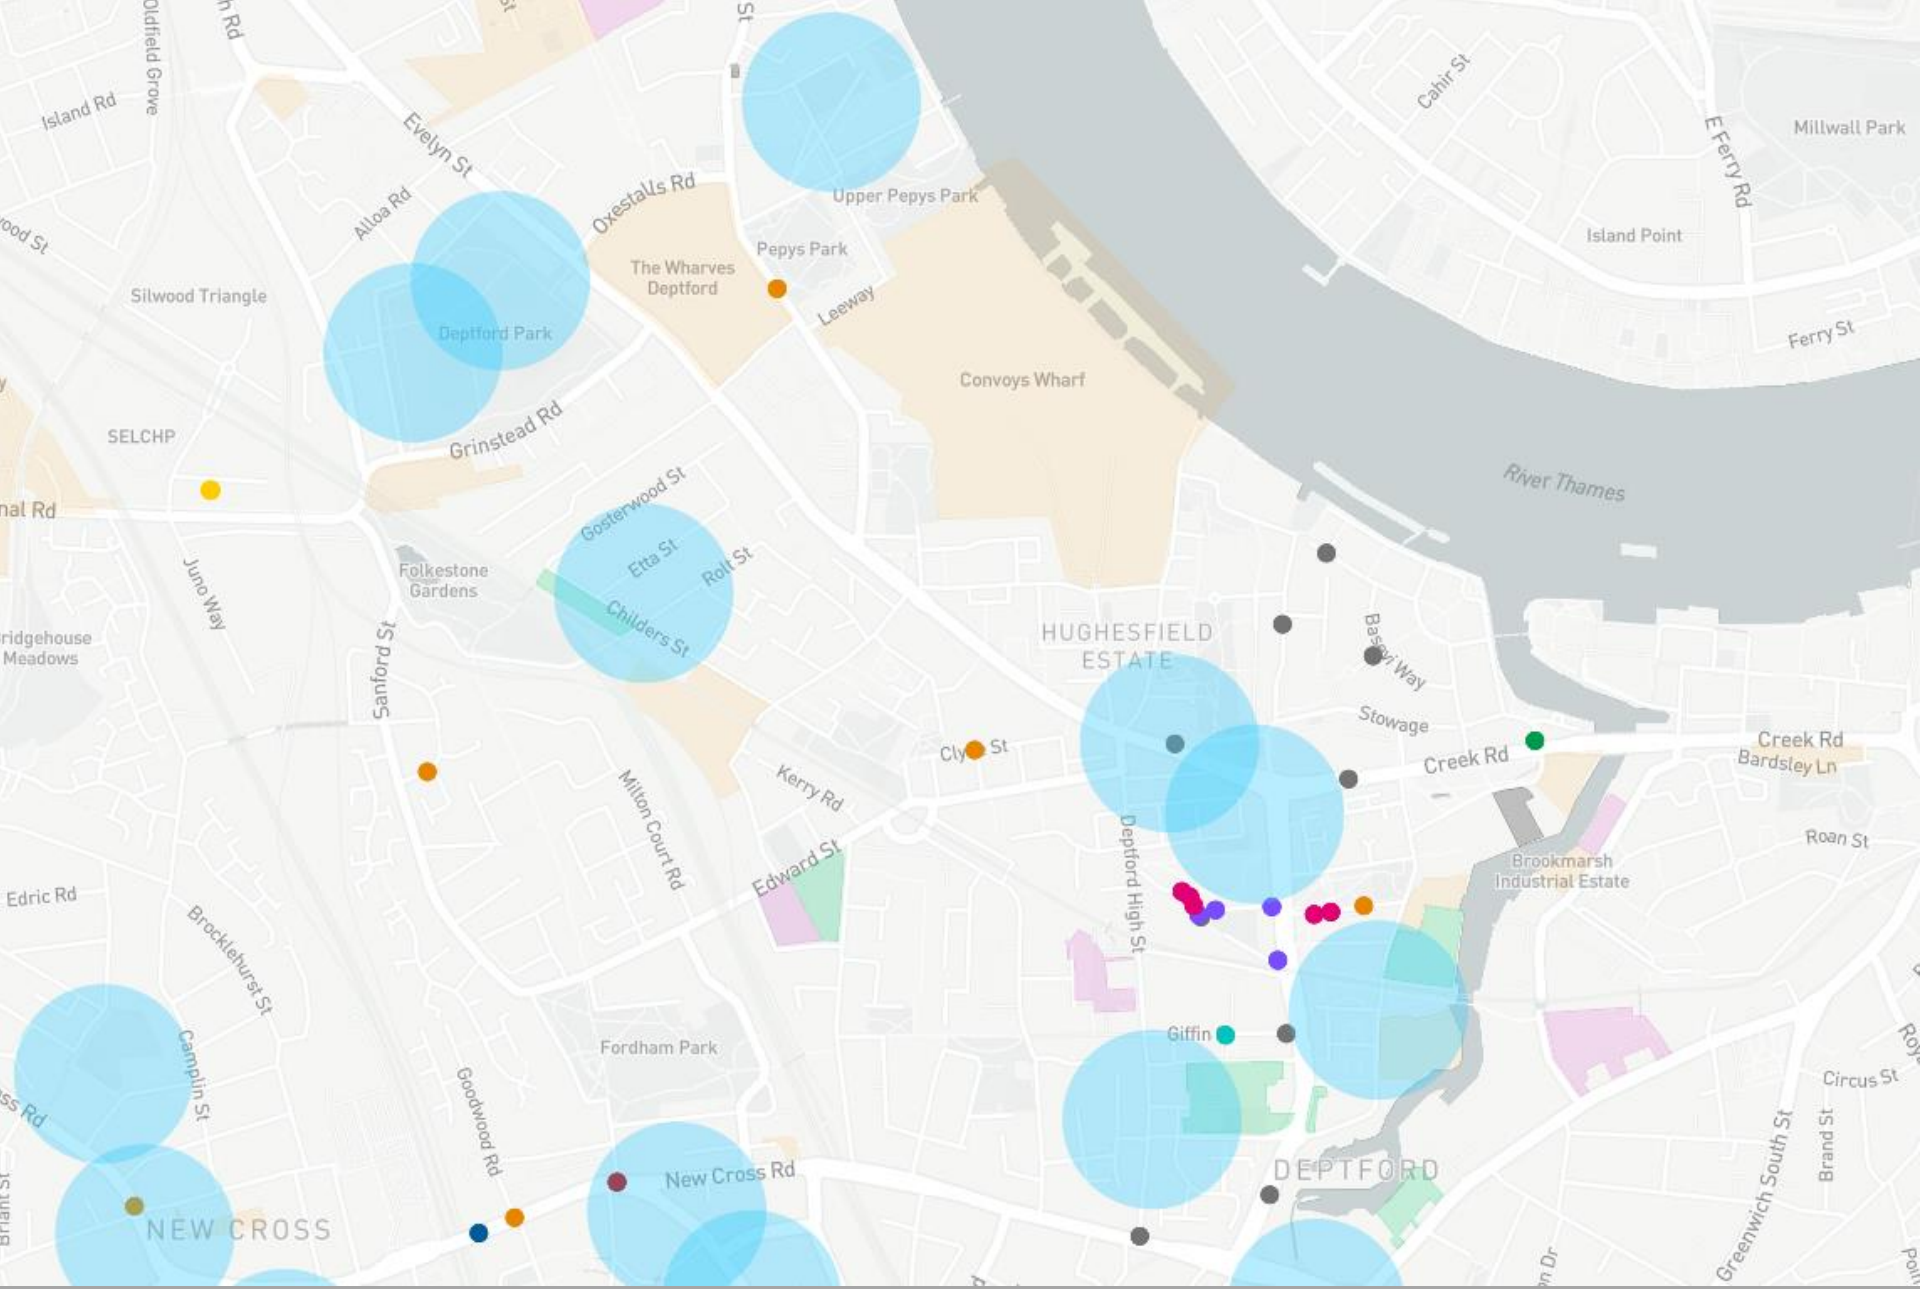 Oldfield Grove
Island Rd
Evelyn St
Cahir St
E Ferry Rd
Millwall Park
Alloa Rd
Oxestalls Rd
Upper Pepys Park
Island Point
Silwood Triangle
The Wharves
Deptford
Pepys Park
Leeway
Ferry St
Deptford Park
Convoys Wharf
SELCHP
Grinstead Rd
River Thames
Gosterwood St
Juno Way
Folkestone
Gardens
Etta St
Rolt St
Childers St
HUGHESFIELD
ESTATE
Meadows
Sanford St
Stowage
Creek Rd
Creek Rd
Bardsley Ln
Kerry Rd
Milton Court Rd
Edward St
Deptford High St
Roan St
Brookmarsh
Industrial Estate
Edric Rd
Brocklehurst St
Giffin
Fordham Park
Camplin St
Goodwood Rd
Circus St
Brand St
Greenwich South St
New Cross Rd
DEPTFORD
NEW CROSS